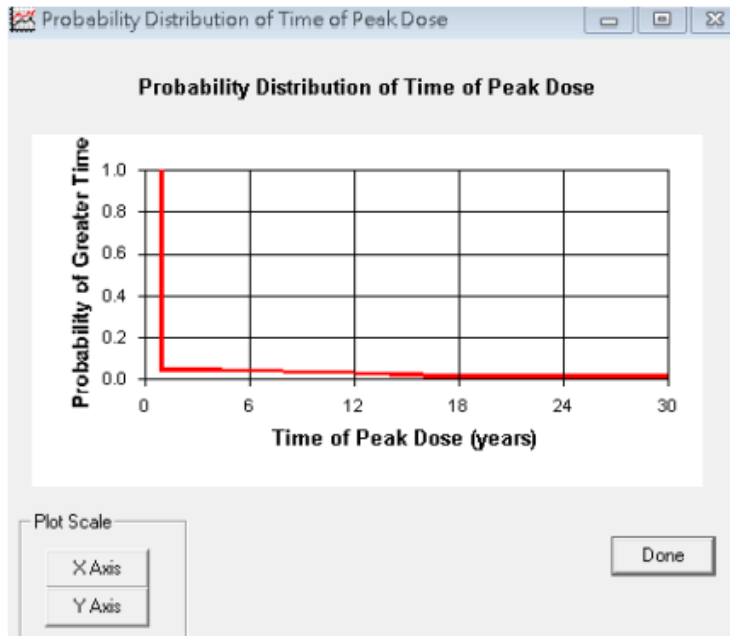 Probability Distribution of Time of Peak Dose
Probability Distribution of Time of Peak Dose
Probability of Greater Time
1.0
0.8
0.6
0.4
0.2
0.0
0 6 12 18 24 30
Time of Peak Dose (years)
Plot Scale
X Axis
Y Axis
Done